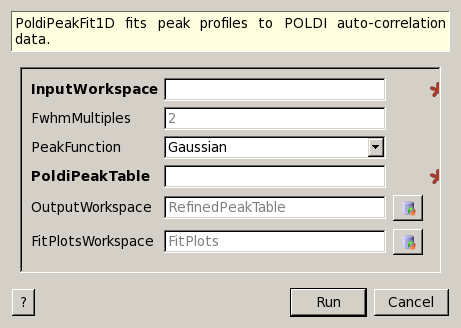 PoldiPeakFit1D fits peak profiles to POLDI auto-correlation
data.
InputWorkspace
FwhmMultiples 2
PeakFunction Gaussian
PoldiPeakTable
OutputWorkspace RefinedPeakTable
FitPlotsWorkspace FitPlots
? Run Cancel